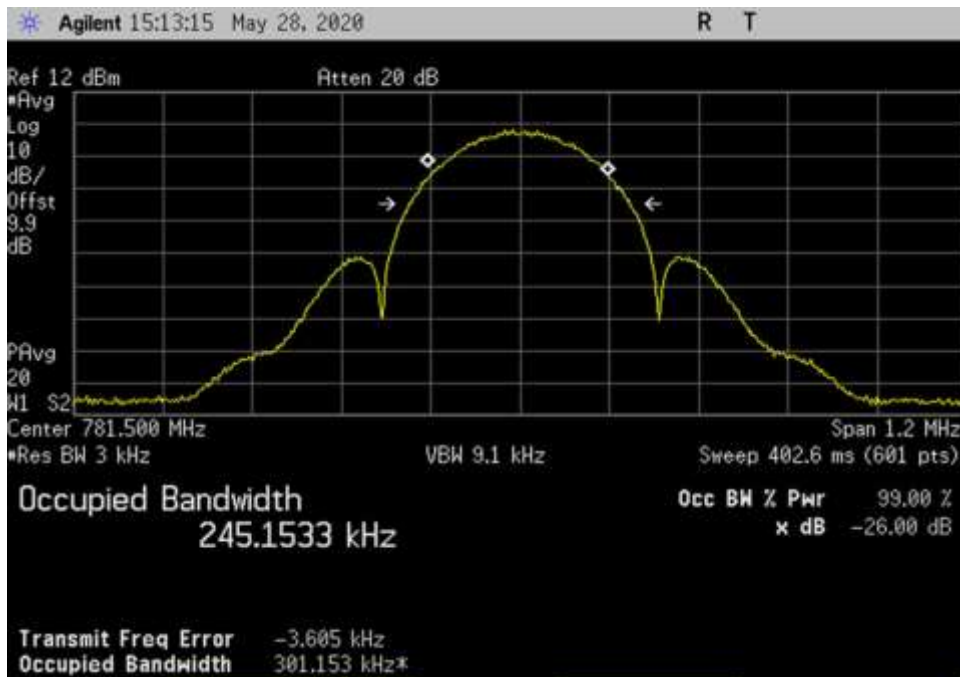 Agilent 15:13:15 May 28, 2020 R T
Ref 12 dBm Atten 20 dB
*Avg
Log
10
dB/
Offst
9.9
dB
PAvg
20
W1 S2
Center 781.500 MHz Span 1.2 MHz
*Res BW 3 kHz VBW 9.1 kHz Sweep 402.6 ms (601 pts)
Occupied Bandwidth Occ BW % Pwr 99.00 %
245.1533 kHz x dB -26.00 dB
Transmit Freq Error -3.605 kHz
Occupied Bandwidth 301.153 kHz*